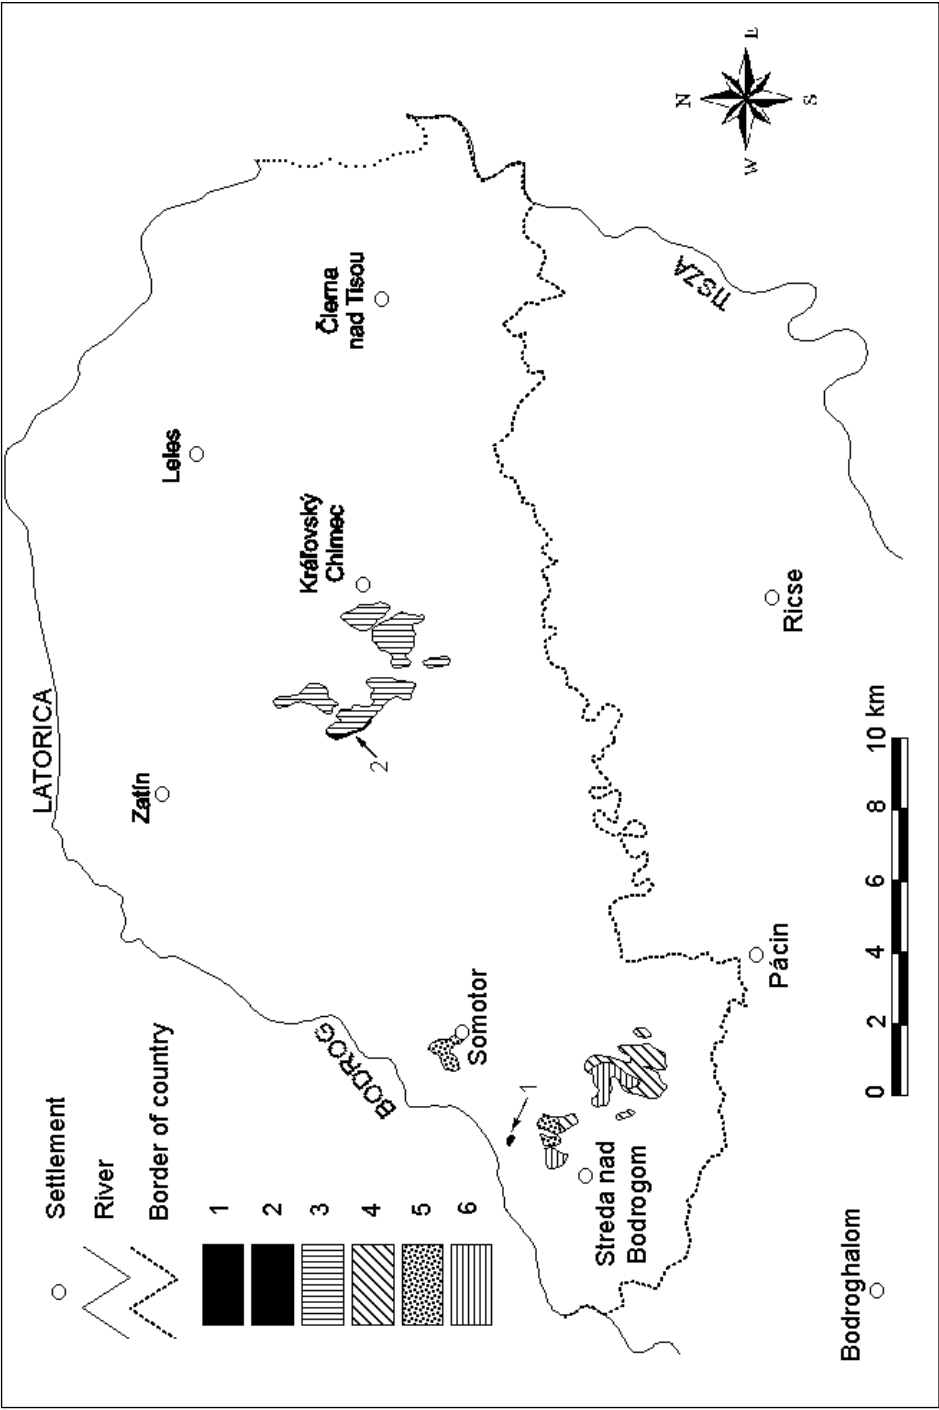 LATORICA
BODROG
TISZA
N
E
S
W
Leles
Čierna
nad Tisou
Kráľovský
Chlmec
Zatín
2
Somotor
1
Streda nad
Bodrogom
Ricse
Pácin
Bodroghalom
Settlement
River
Border of country
1
2
3
4
5
6
0 2 4 6 8 10 km